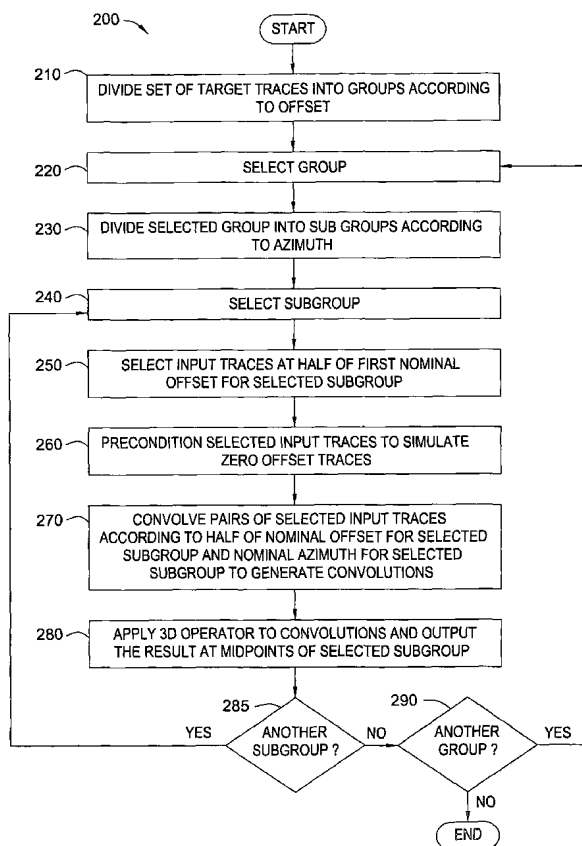 200
START
210
DIVIDE SET OF TARGET TRACES INTO GROUPS ACCORDING
TO OFFSET
220
SELECT GROUP
230
DIVIDE SELECTED GROUP INTO SUB GROUPS ACCORDING
TO AZIMUTH
240
SELECT SUBGROUP
250
SELECT INPUT TRACES AT HALF OF FIRST NOMINAL
OFFSET FOR SELECTED SUBGROUP
260
PRECONDITION SELECTED INPUT TRACES TO SIMULATE
ZERO OFFSET TRACES
270
CONVOLVE PAIRS OF SELECTED INPUT TRACES
ACCORDING TO HALF OF NOMINAL OFFSET FOR SELECTED
SUBGROUP AND NOMINAL AZIMUTH FOR SELECTED
SUBGROUP TO GENERATE CONVOLUTIONS
280
APPLY 3D OPERATOR TO CONVOLUTIONS AND OUTPUT
THE RESULT AT MIDPOINTS OF SELECTED SUBGROUP
285
290
YES
ANOTHER
SUBGROUP ?
NO
ANOTHER
GROUP ?
YES
NO
END